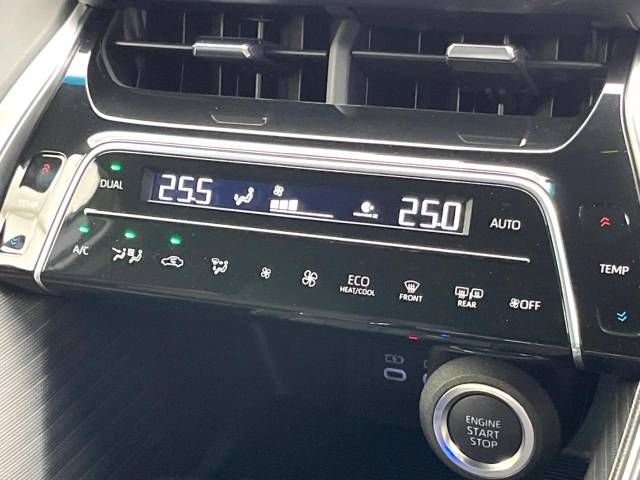 DUAL
25.5
25.0
AUTO
TEMP
A/C
ECO
HEAT/COOL
FRONT
REAR
OFF
TEMP
ENGINE
START
STOP